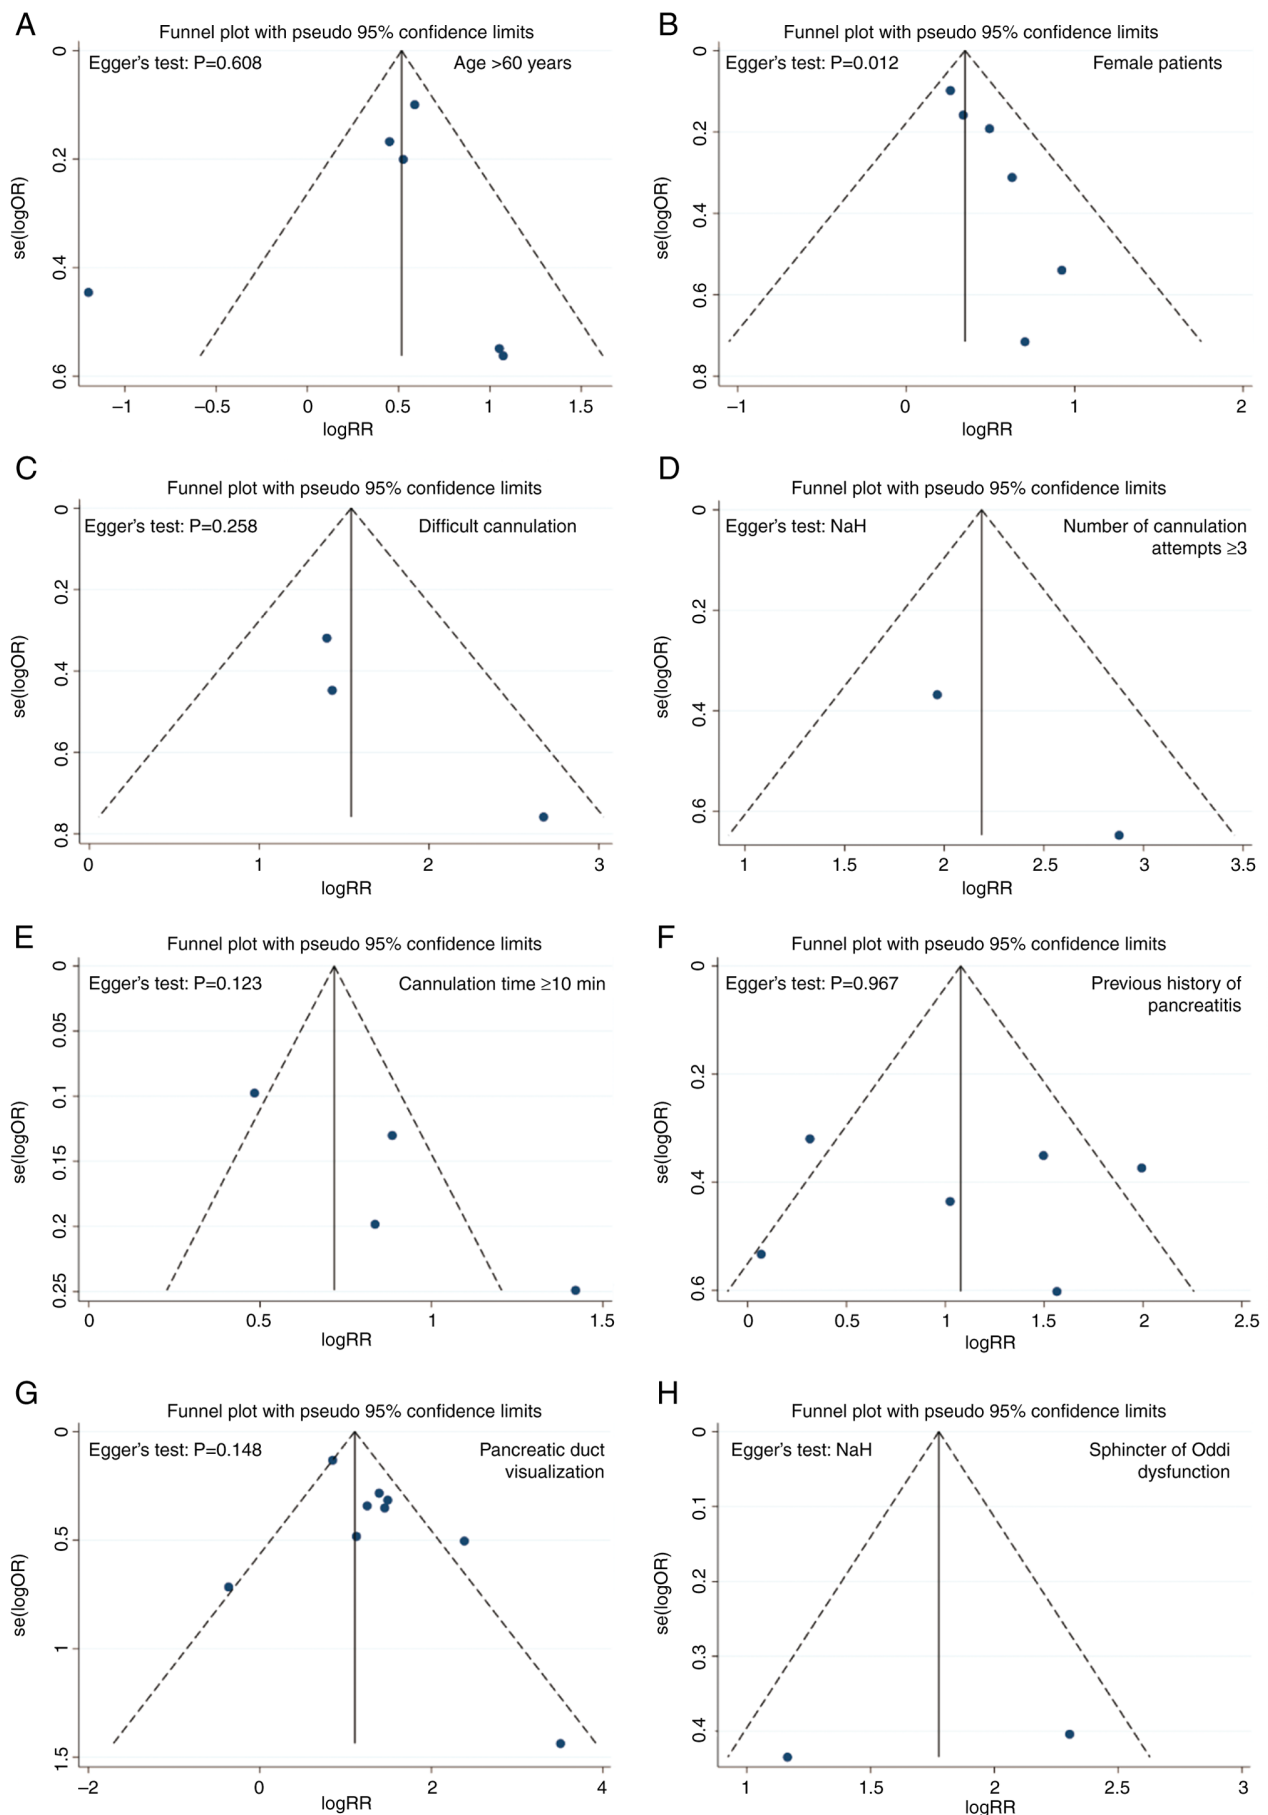 A
Funnel plot with pseudo 95% confidence limits
Egger's test: P=0.608
Age >60 years
se(logOR)
0
0.2
0.4
0.6
–1
–0.5
0
0.5
1
1.5
logRR
B
Funnel plot with pseudo 95% confidence limits
Egger's test: P=0.012
Female patients
se(logOR)
0
0.2
0.4
0.6
0.8
–1
0
1
2
logRR
C
Funnel plot with pseudo 95% confidence limits
Egger's test: P=0.258
Difficult cannulation
se(logOR)
0
0.2
0.4
0.6
0.8
0
1
2
3
logRR
D
Funnel plot with pseudo 95% confidence limits
Egger's test: NaH
Number of cannulation
attempts ≥3
se(logOR)
0
0.2
0.4
0.6
1
1.5
2
2.5
3
3.5
logRR
E
Funnel plot with pseudo 95% confidence limits
Egger's test: P=0.123
Cannulation time ≥10 min
se(logOR)
0
0.05
0.1
0.15
0.2
0.25
0
0.5
1
1.5
logRR
F
Funnel plot with pseudo 95% confidence limits
Egger's test: P=0.967
Previous history of
pancreatitis
se(logOR)
0
0.2
0.4
0.6
0
0.5
1
1.5
2
2.5
logRR
G
Funnel plot with pseudo 95% confidence limits
Egger's test: P=0.148
Pancreatic duct
visualization
se(logOR)
0
0.5
1
1.5
–2
0
2
4
logRR
H
Funnel plot with pseudo 95% confidence limits
Egger's test: NaH
Sphincter of Oddi
dysfunction
se(logOR)
0
0.1
0.2
0.3
0.4
1
1.5
2
2.5
3
logRR